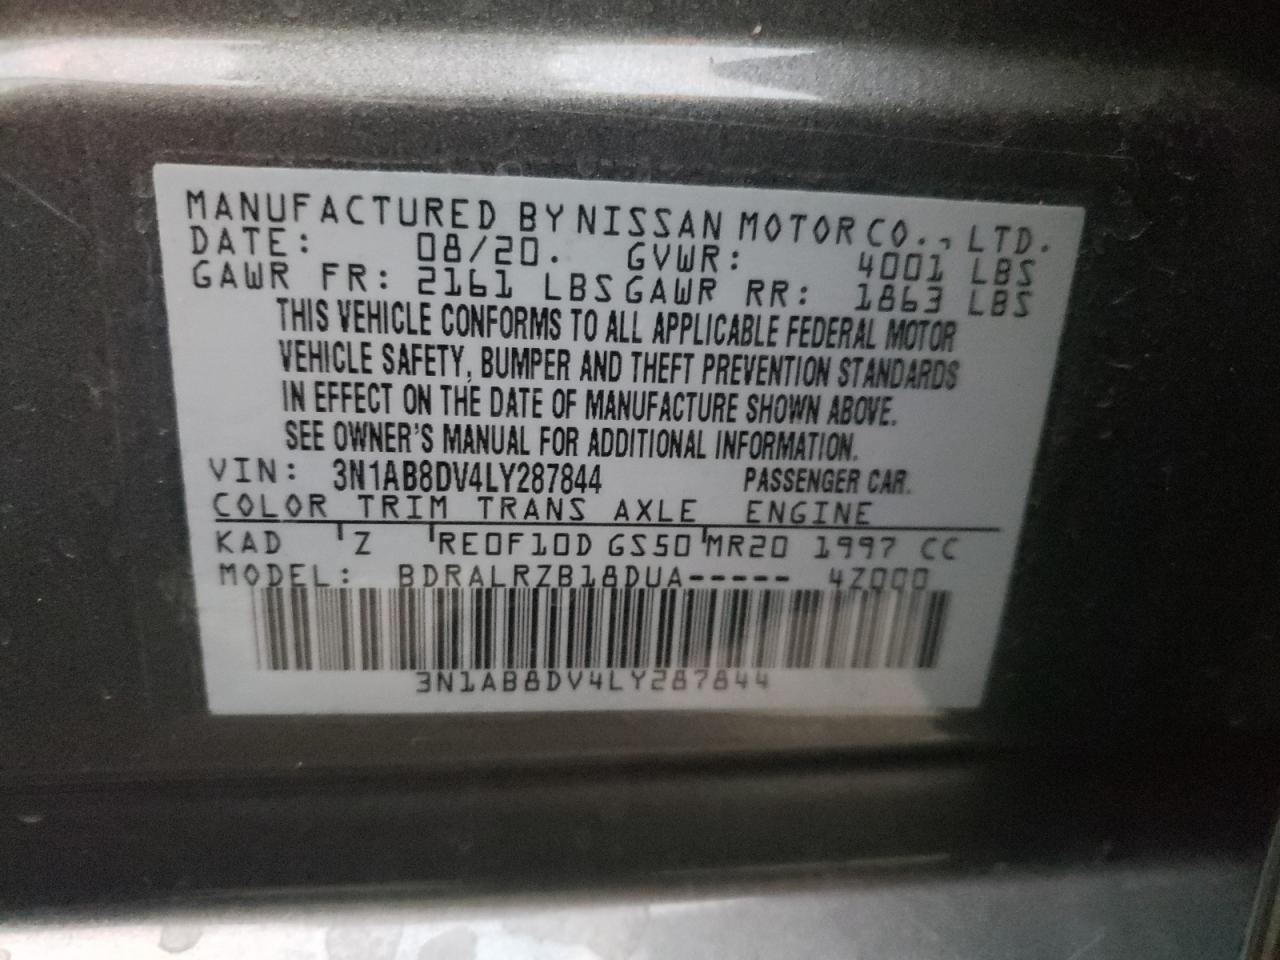 MANUFACTURED BY NISSAN MOTOR CO., LTD.
DATE: 08/20. GVWR: 4001 LBS
GAWR FR: 2161 LBS GAWR RR: 1863 LBS
THIS VEHICLE CONFORMS TO ALL APPLICABLE FEDERAL MOTOR
VEHICLE SAFETY, BUMPER AND THEFT PREVENTION STANDARDS
IN EFFECT ON THE DATE OF MANUFACTURE SHOWN ABOVE.
SEE OWNER'S MANUAL FOR ADDITIONAL INFORMATION.
VIN: 3N1AB8DV4LY287844 PASSENGER CAR.
COLOR TRIM TRANS AXLE ENGINE
KAD Z RE0F10D GS50 MR20 1997 CC
MODEL: BDRALRZB18DUA----- 4Z000
3N1AB8DV4LY287844